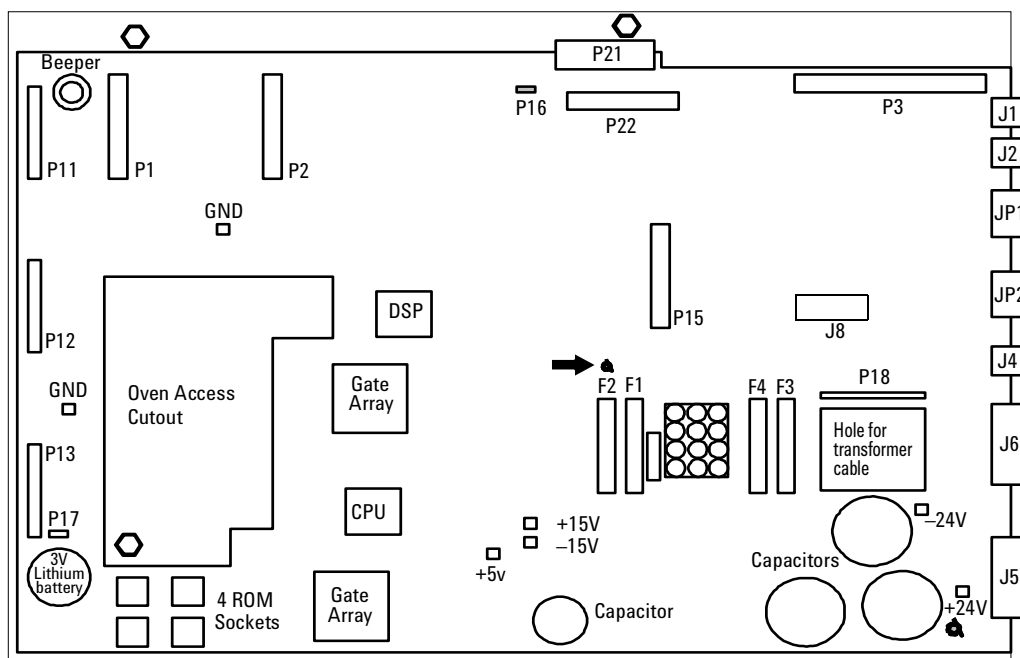 P21
Beeper
P16
P22
P3
J1
J2
P11
P1
P2
JP1
GND
JP2
P12
DSP
P15
J8
J4
GND
Oven Access
Cutout
Gate
Array
F2
F1
F4
F3
P18
Hole for
transformer
cable
J6
P13
P17
CPU
+15V
–15V
+5v
–24V
3V
Lithium
battery
Capacitors
J5
4 ROM
Sockets
Gate
Array
Capacitor
+24V